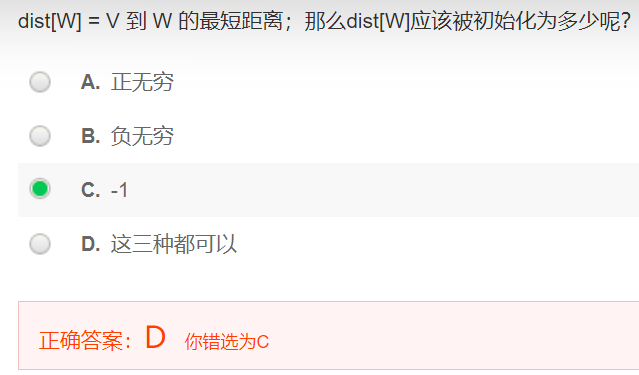 dist[W] = V 到 W 的最短距离；那么dist[W]应该被初始化为多少呢？
A. 正无穷
B. 负无穷
C. -1
D. 这三种都可以
正确答案：D 你错选为C